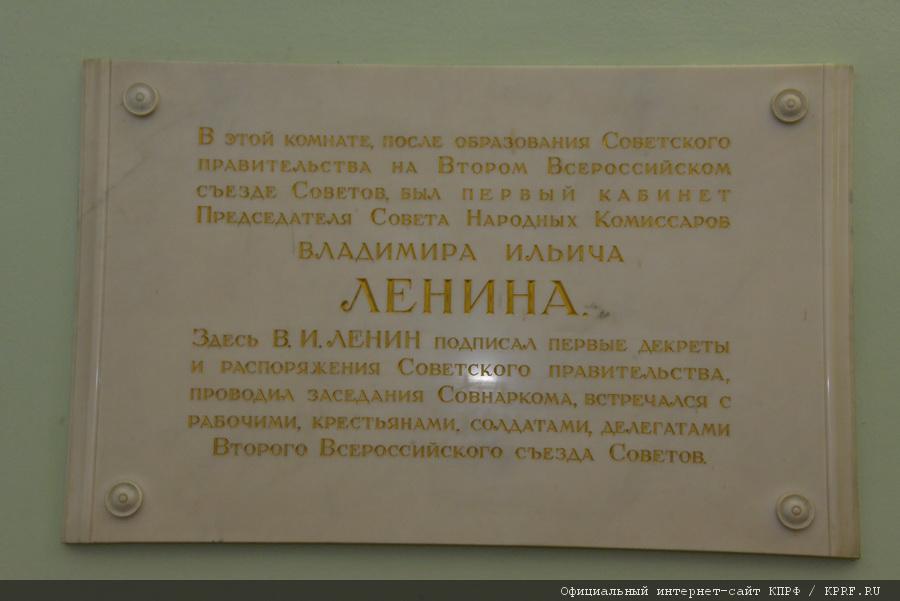 В этой комнате, после образования Советского
правительства на Втором Всероссийском
съезде Советов, был первый кабинет
Председателя Совета Народных Комиссаров
ВЛАДИМИРА ИЛЬИЧА
ЛЕНИНА.
Здесь В. И. ЛЕНИН подписал первые декреты
и распоряжения Советского правительства,
проводил заседания Совнаркома, встречался с
рабочими, крестьянами, солдатами, делегатами
Второго Всероссийского съезда Советов.
Официальный интернет-сайт КПРФ / KPRF.RU